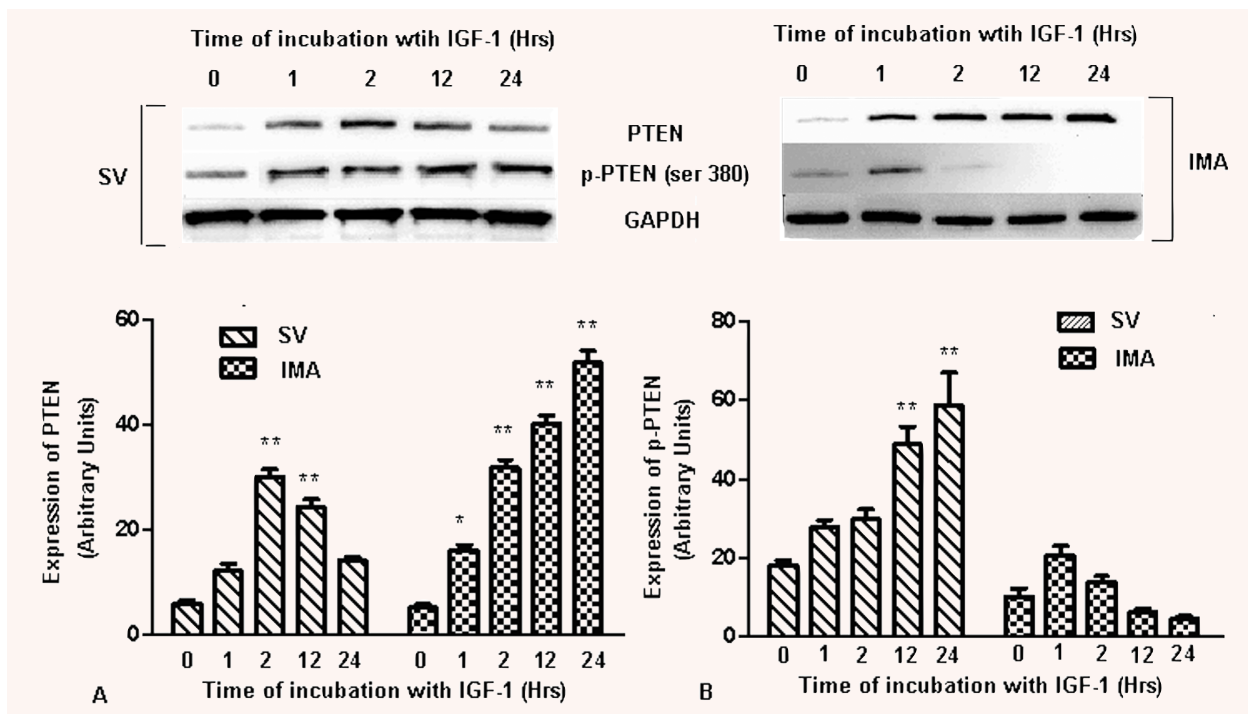 Time of incubation wtih IGF-1 (Hrs)
0 1 2 12 24
Time of incubation wtih IGF-1 (Hrs)
0 1 2 12 24
SV
PTEN
p-PTEN (ser 380)
GAPDH
IMA
60
40
20
0
Expression of PTEN
(Arbitrary Units)
SV
IMA
** ** * ** ** **
0 1 2 12 24 0 1 2 12 24
A Time of incubation with IGF-1 (Hrs)
80
60
40
20
0
Expression of p-PTEN
(Arbitrary Units)
SV
IMA
** **
0 1 2 12 24 0 1 2 12 24
B Time of incubation with IGF-1 (Hrs)